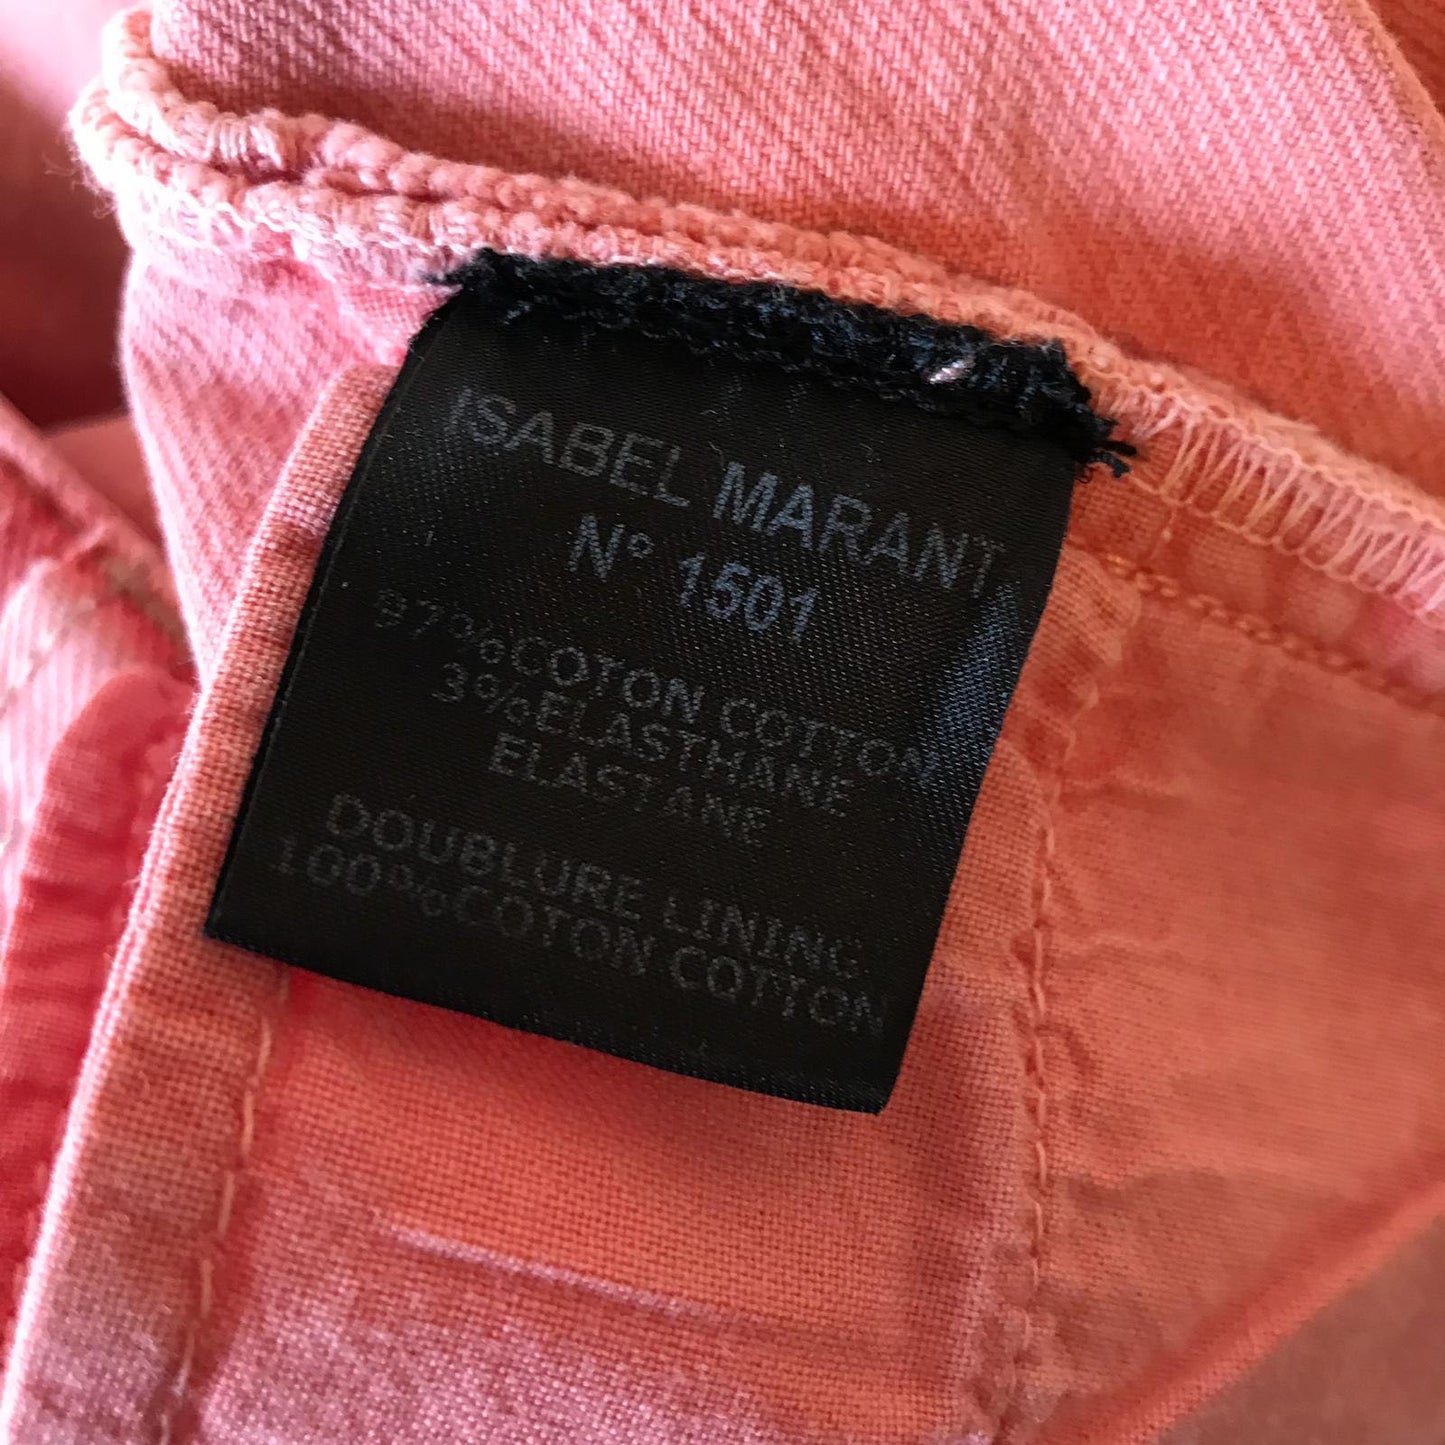 ISABEL MARANT
N° 1501
97%COTON COTTON
3%ELASTHANE
ELASTANE
DOUBLURE LINING
100%COTON COTTON